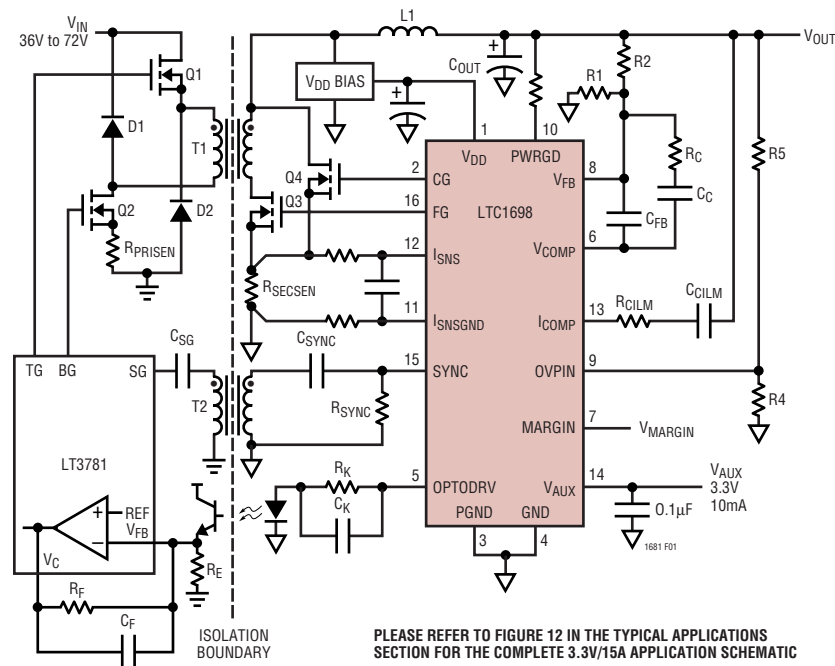 VIN
36V to 72V
L1
VOUT
Q1
COUT
+
R2
R1
VDD BIAS
+
D1
T1
1
10
VDD
PWRGD
R5
RC
Q4
2
CG
VFB
8
Q2
Q3
16
FG
LTC1698
CC
D2
CFB
RPRISEN
VCOMP
6
12
ISNS
RSECSEN
RCILM
CCILM
11
ISNSGND
ICOMP
13
CSG
CSYNC
TG
BG
SG
15
SYNC
OVPIN
9
T2
RSYNC
R4
MARGIN
7
VMARGIN
LT3781
RK
5
OPTODRV
VAUX
14
VAUX
3.3V
10mA
+
REF
VFB
–
CK
PGND
GND
0.1µF
VC
RE
3
4
1681 F01
RF
CF
ISOLATION
BOUNDARY
PLEASE REFER TO FIGURE 12 IN THE TYPICAL APPLICATIONS
SECTION FOR THE COMPLETE 3.3V/15A APPLICATION SCHEMATIC